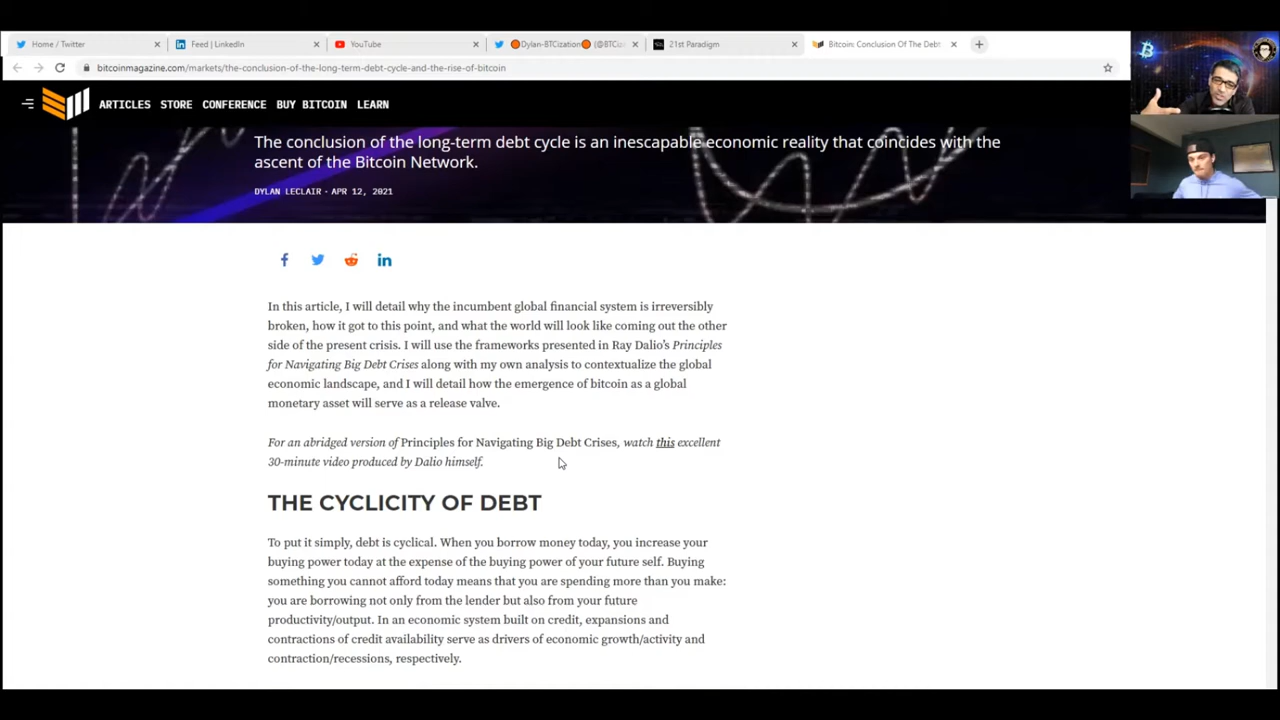 Home / Twitter
Feed | LinkedIn
YouTube
Dylan-BTCization (@BTCiz
21st Paradigm
Bitcoin: Conclusion Of The Debt
bitcoinmagazine.com/markets/the-conclusion-of-the-long-term-debt-cycle-and-the-rise-of-bitcoin
ARTICLES STORE CONFERENCE BUY BITCOIN LEARN
The conclusion of the long-term debt cycle is an inescapable economic reality that coincides with the
ascent of the Bitcoin Network.
DYLAN LECLAIR · APR 12, 2021
In this article, I will detail why the incumbent global financial system is irreversibly
broken, how it got to this point, and what the world will look like coming out the other
side of the present crisis. I will use the frameworks presented in Ray Dalio’s Principles
for Navigating Big Debt Crises along with my own analysis to contextualize the global
economic landscape, and I will detail how the emergence of bitcoin as a global
monetary asset will serve as a release valve.
For an abridged version of Principles for Navigating Big Debt Crises, watch this excellent
30-minute video produced by Dalio himself.
THE CYCLICITY OF DEBT
To put it simply, debt is cyclical. When you borrow money today, you increase your
buying power today at the expense of the buying power of your future self. Buying
something you cannot afford today means that you are spending more than you make:
you are borrowing not only from the lender but also from your future
productivity/output. In an economic system built on credit, expansions and
contractions of credit availability serve as drivers of economic growth/activity and
contraction/recessions, respectively.